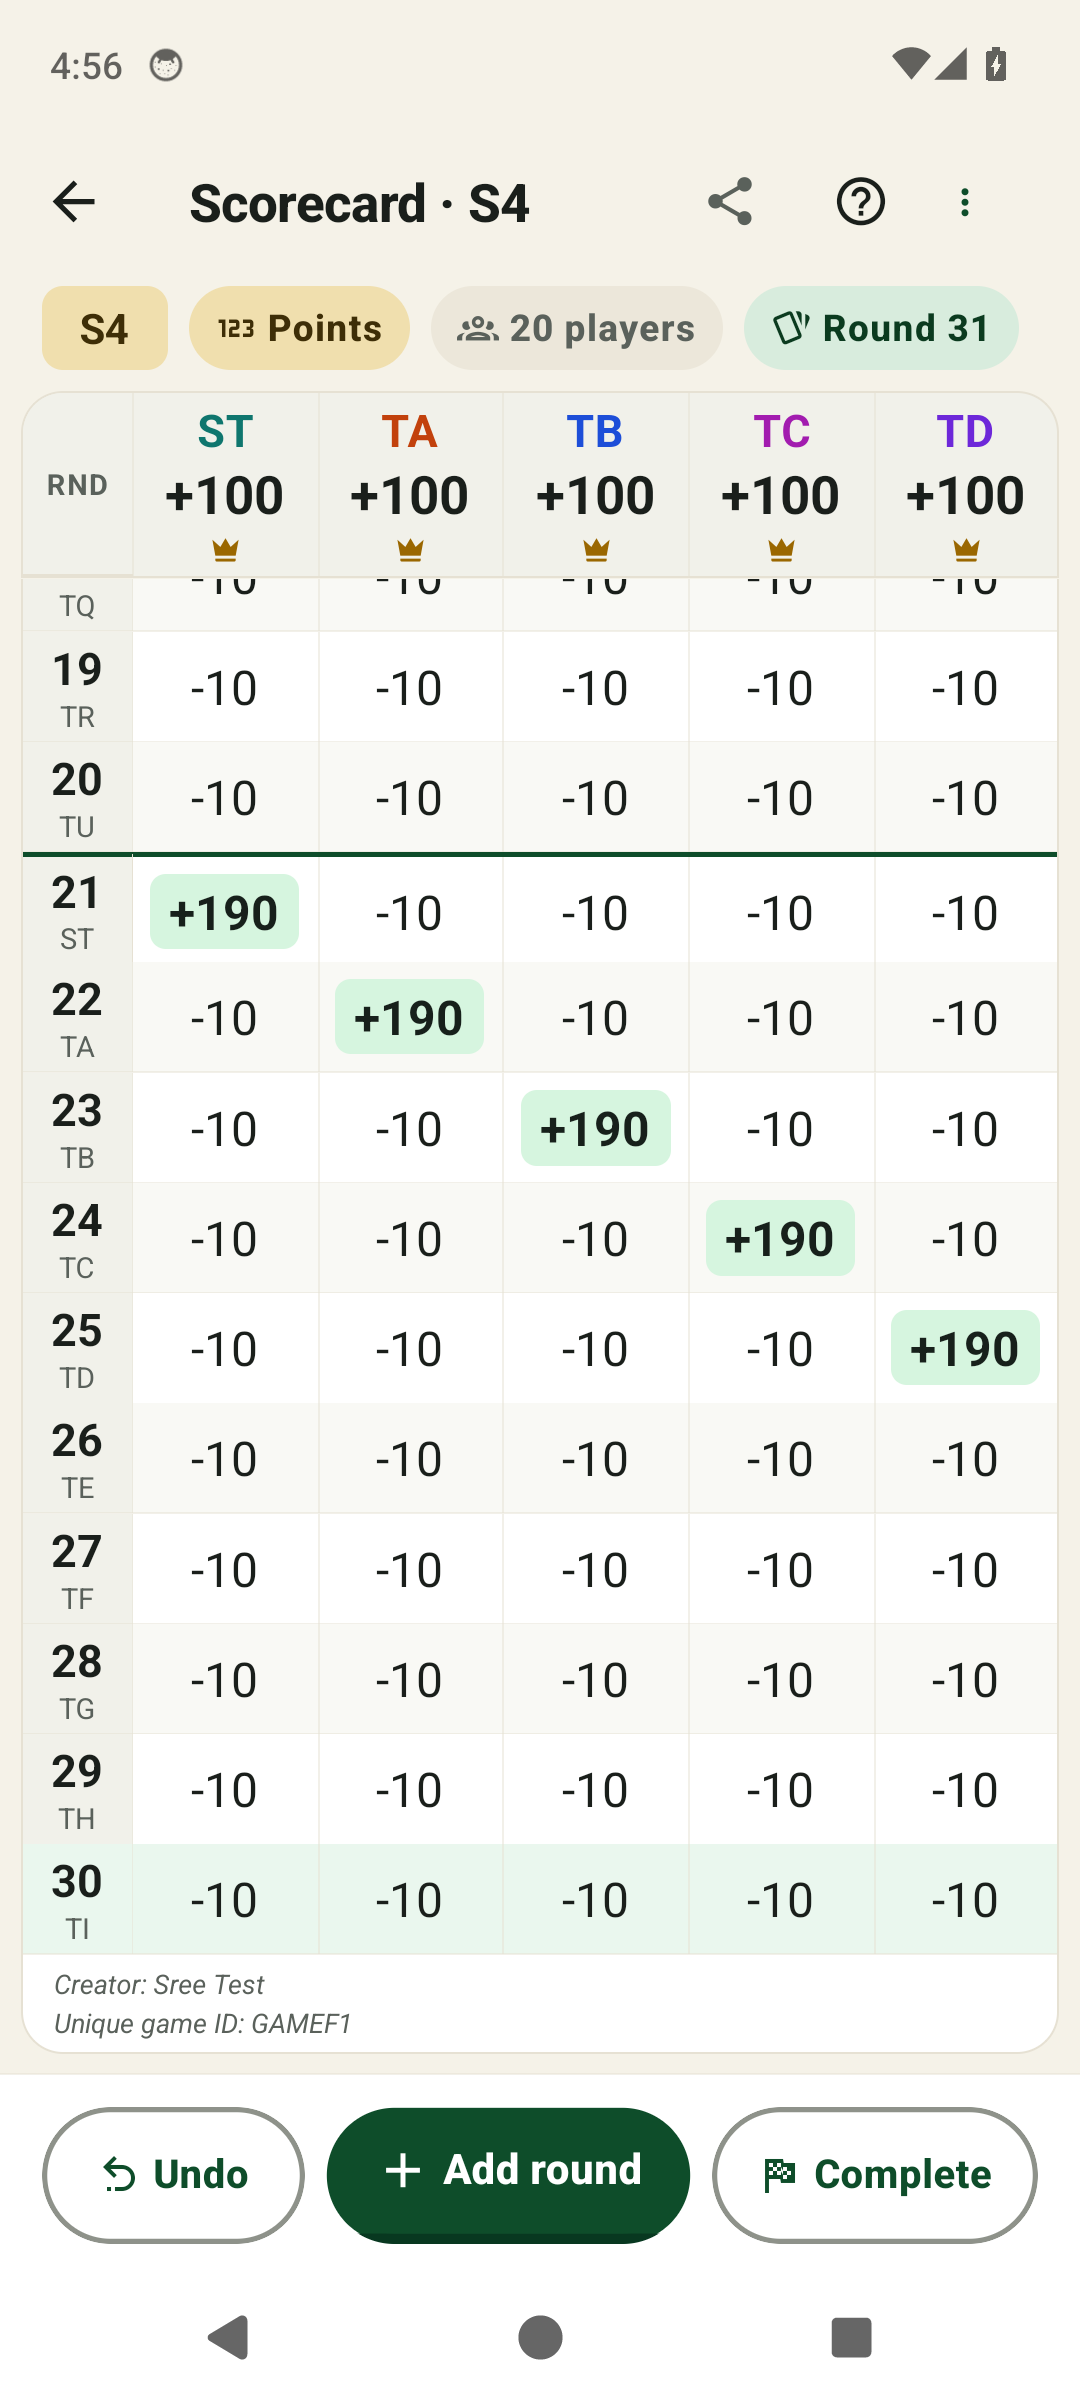 4:56
Scorecard · S4
S4
123 Points
20 players
Round 31
RND ST TA TB TC TD
+100 +100 +100 +100 +100
-10 -10 -10 -10 -10
TQ
19 -10 -10 -10 -10 -10
TR
20 -10 -10 -10 -10 -10
TU
21 +190 -10 -10 -10 -10
ST
22 -10 +190 -10 -10 -10
TA
23 -10 -10 +190 -10 -10
TB
24 -10 -10 -10 +190 -10
TC
25 -10 -10 -10 -10 +190
TD
26 -10 -10 -10 -10 -10
TE
27 -10 -10 -10 -10 -10
TF
28 -10 -10 -10 -10 -10
TG
29 -10 -10 -10 -10 -10
TH
30 -10 -10 -10 -10 -10
TI
Creator: Sree Test
Unique game ID: GAMEF1
Undo
+ Add round
Complete